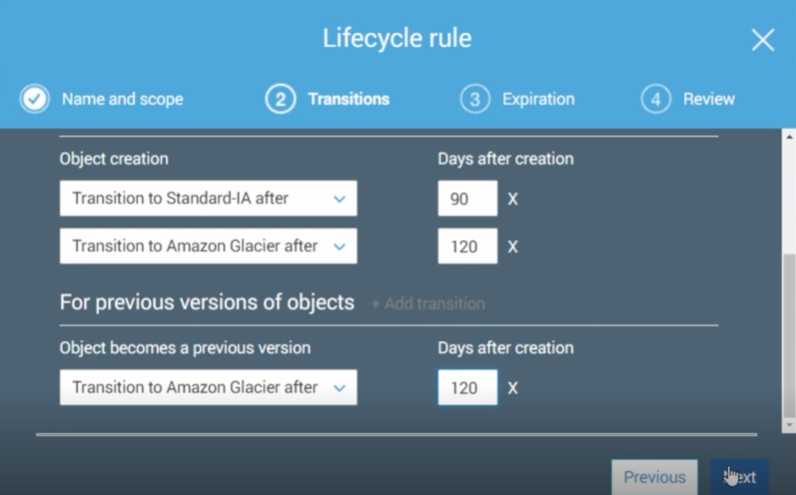 Lifecycle rule
Name and scope
2 Transitions
3 Expiration
4 Review
Object creation
Days after creation
Transition to Standard-IA after
90 X
Transition to Amazon Glacier after
120 X
For previous versions of objects + Add transition
Object becomes a previous version
Days after creation
Transition to Amazon Glacier after
120 X
Previous
Next